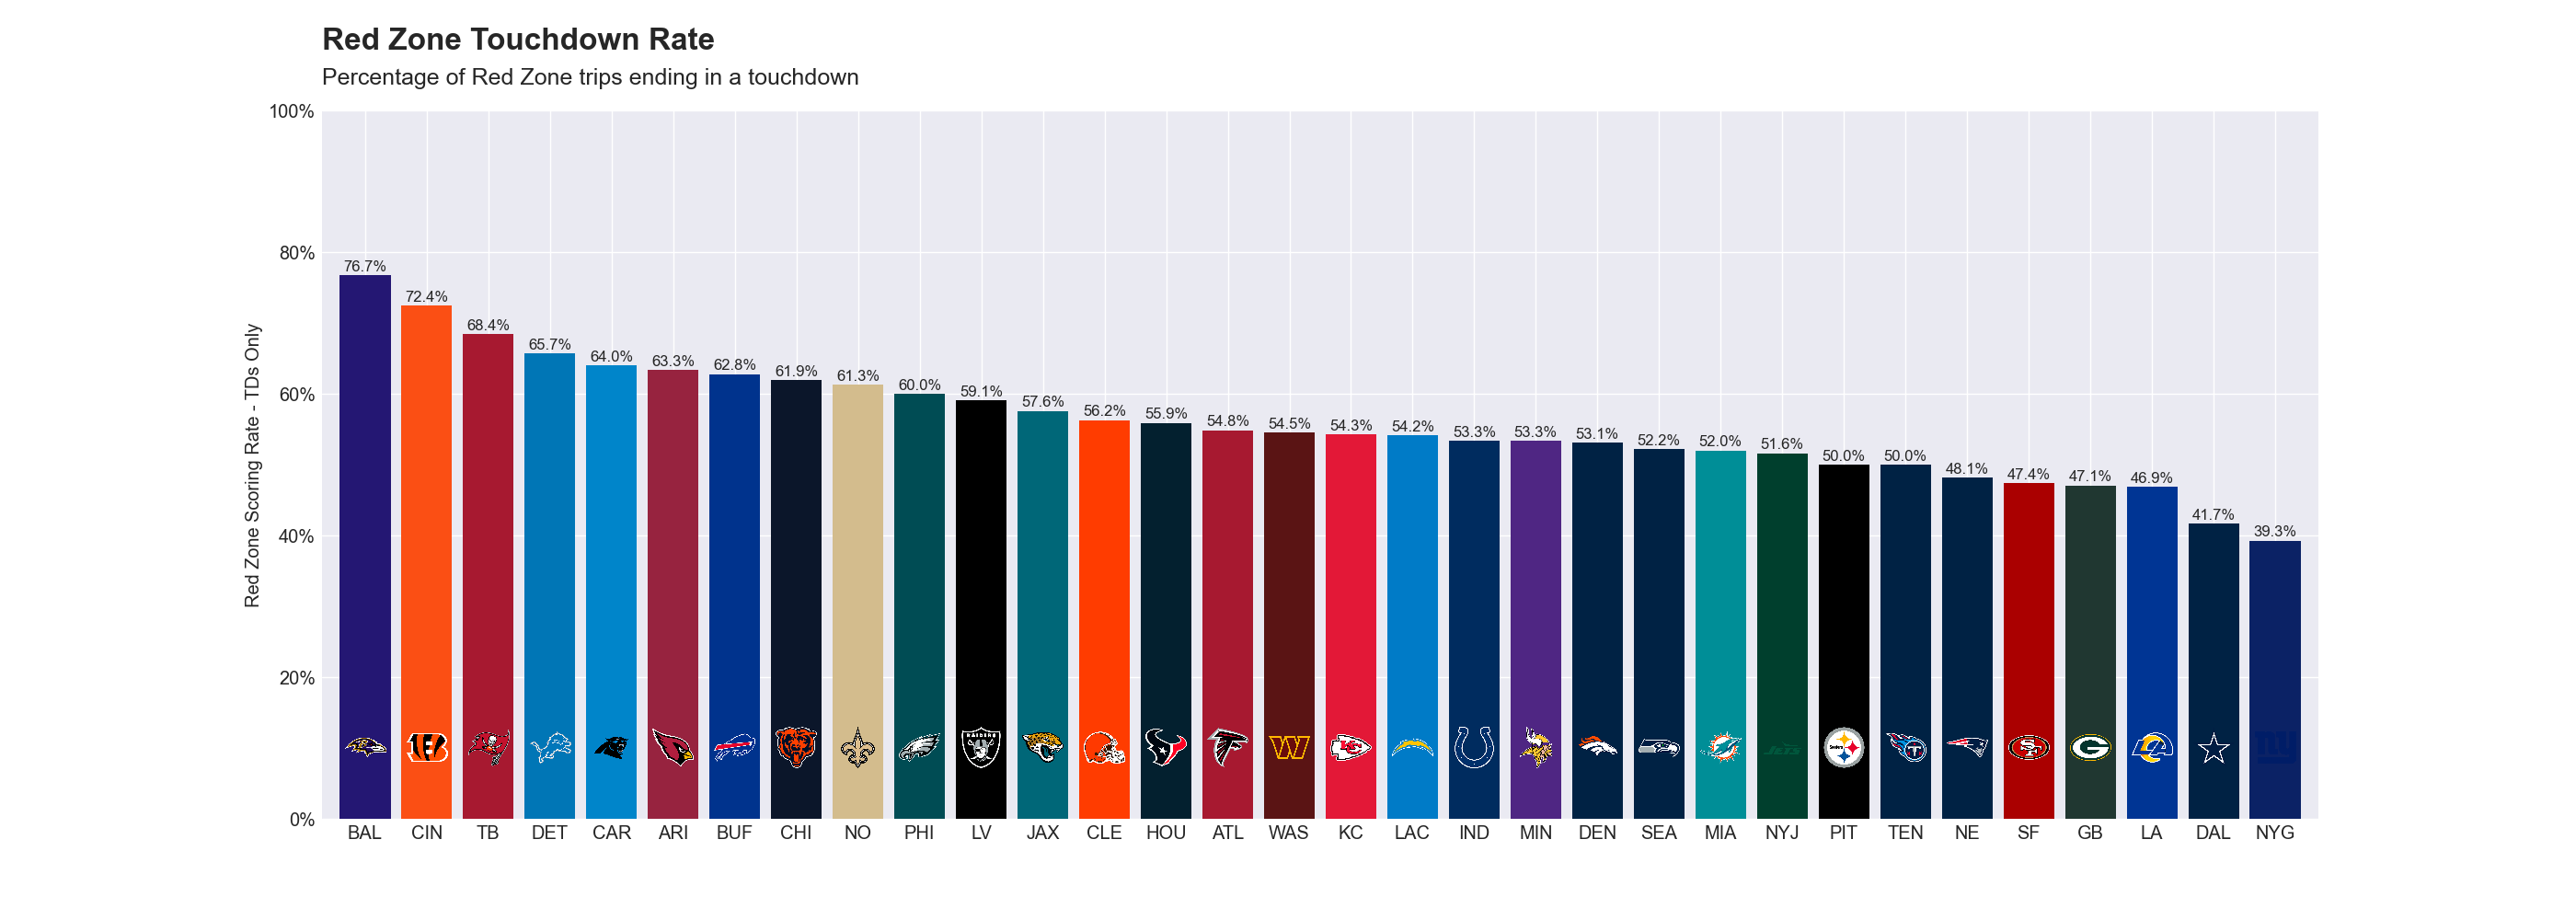 Red Zone Touchdown Rate
Percentage of Red Zone trips ending in a touchdown
Red Zone Scoring Rate - TDs Only
100%
80%
60%
40%
20%
0%
76.7% 72.4% 68.4% 65.7% 64.0% 63.3% 62.8% 61.9% 61.3% 60.0% 59.1% 57.6% 56.2% 55.9% 54.8% 54.5% 54.3% 54.2% 53.3% 53.3% 53.1% 52.2% 52.0% 51.6% 50.0% 50.0% 48.1% 47.4% 47.1% 46.9% 41.7% 39.3%
RAIDERS
JETS
Steelers
BAL CIN TB DET CAR ARI BUF CHI NO PHI LV JAX CLE HOU ATL WAS KC LAC IND MIN DEN SEA MIA NYJ PIT TEN NE SF GB LA DAL NYG